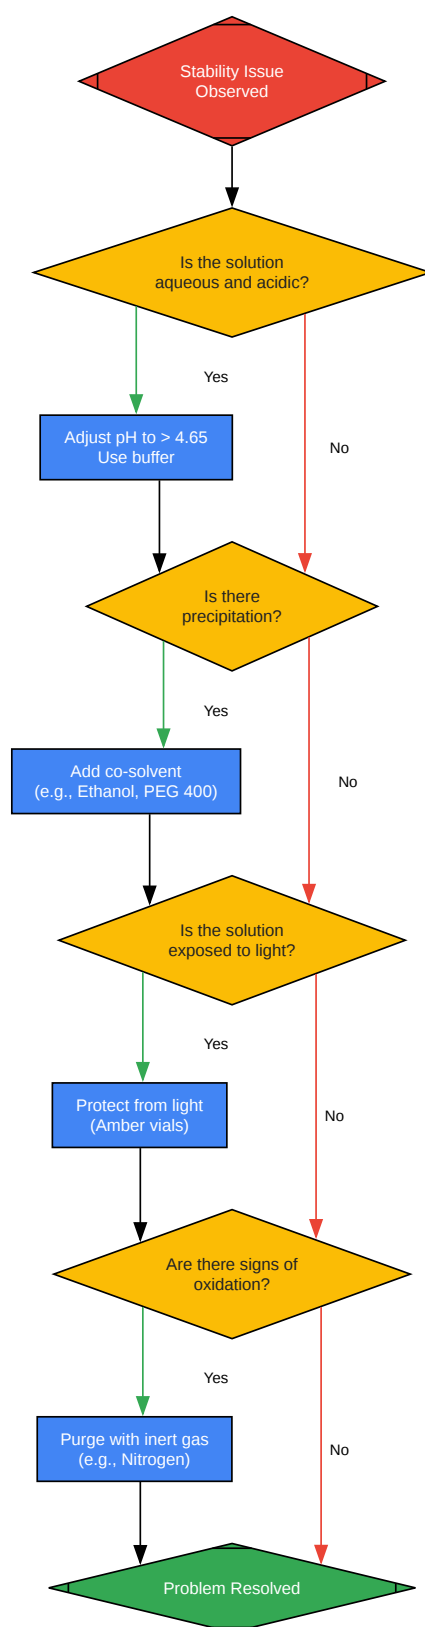 Stability Issue
Observed
Is the solution
aqueous and acidic?
Yes
No
Adjust pH to > 4.65
Use buffer
Is there
precipitation?
Yes
No
Add co-solvent
(e.g., Ethanol, PEG 400)
Is the solution
exposed to light?
Yes
No
Protect from light
(Amber vials)
Are there signs of
oxidation?
Yes
No
Purge with inert gas
(e.g., Nitrogen)
Problem Resolved